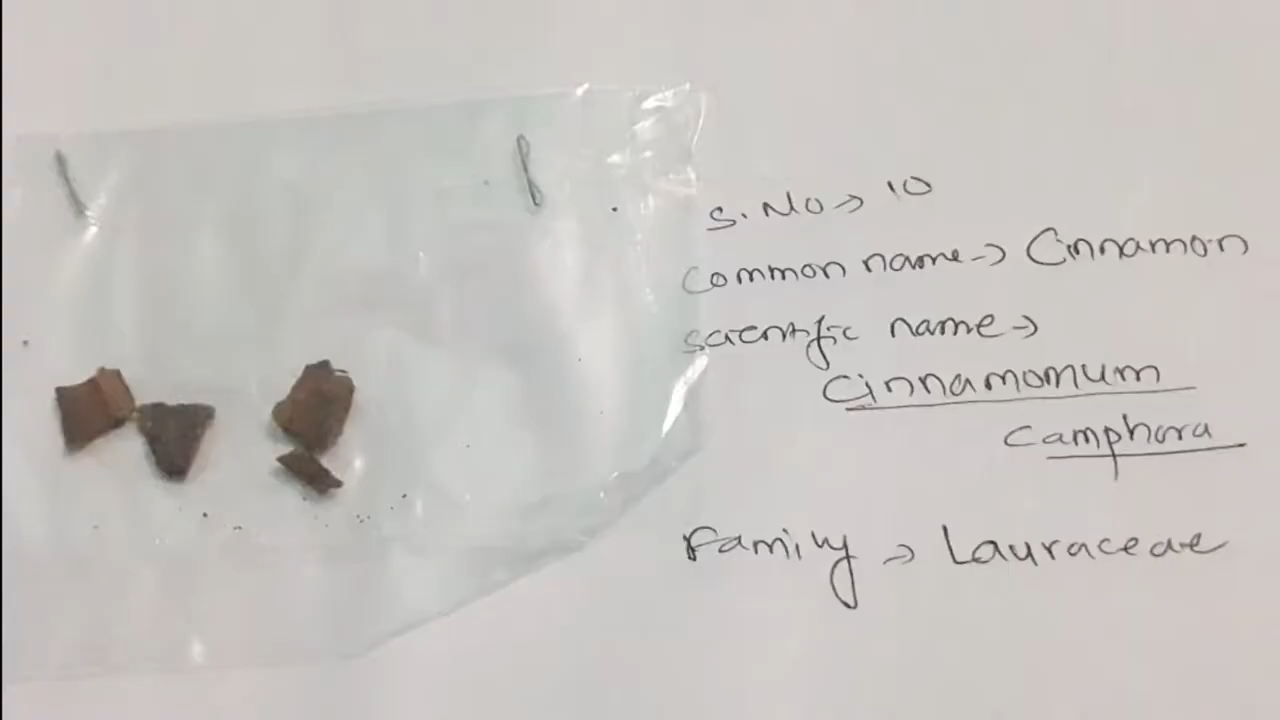 S. No → 10
Common name → Cinnamon
Scientific name →
Cinnamomum
Camphora
Family → Lauraceae